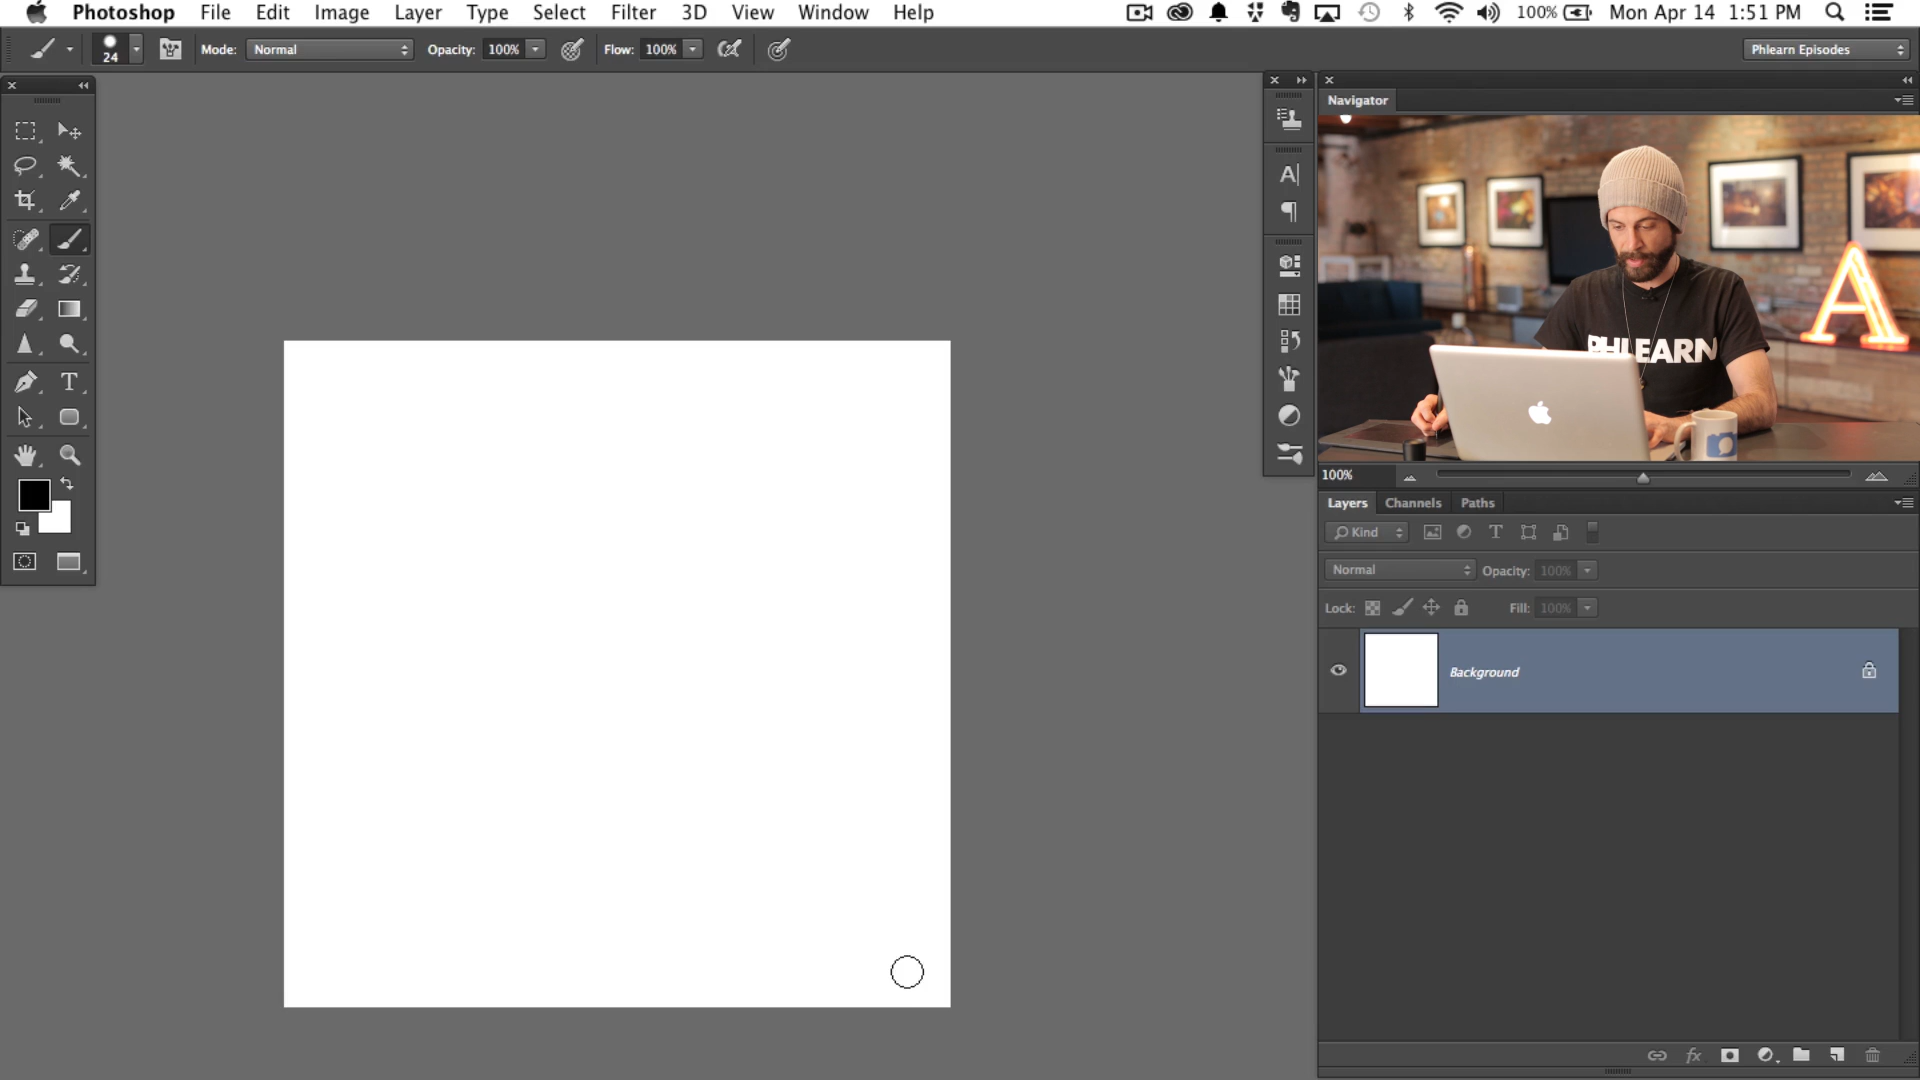 Photoshop File Edit Image Layer Type Select Filter 3D View Window Help 100% Mon Apr 14 1:51 PM
24 Mode: Normal Opacity: 100% Flow: 100% Phlearn Episodes
Navigator
PHLEARN
A
100%
Layers Channels Paths
Kind
Normal Opacity: 100%
Lock: Fill: 100%
Background